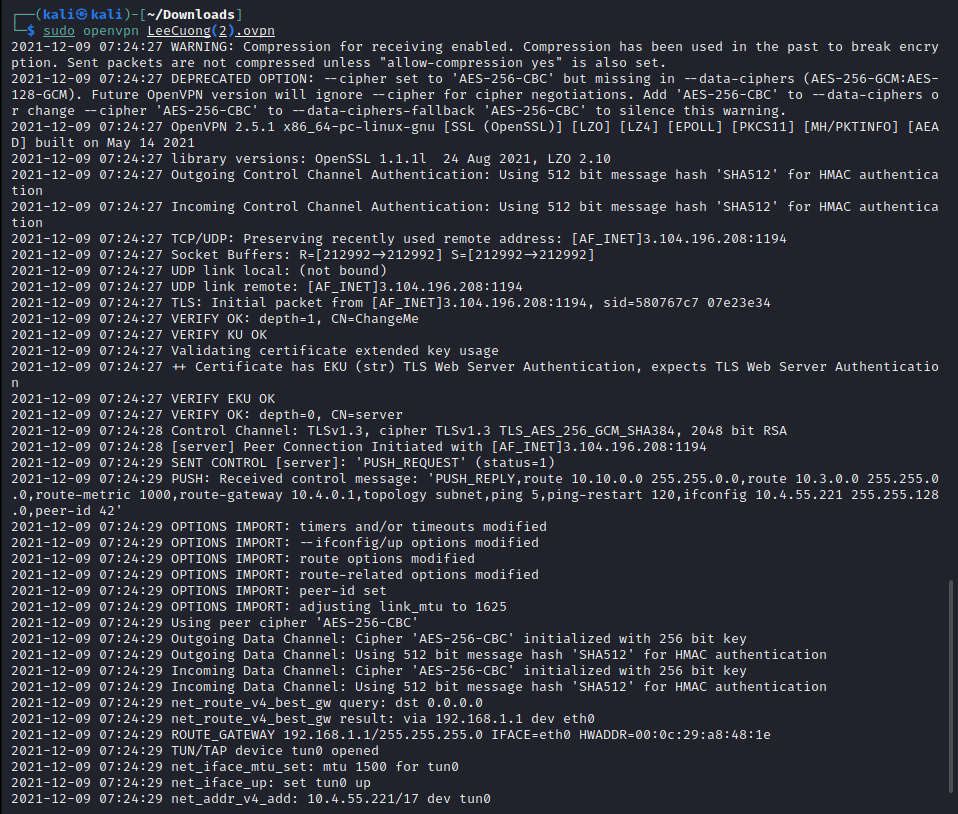 ┌──(kali㉿kali)-[~/Downloads]
└─$ sudo openvpn LeeCuong(2).ovpn
2021-12-09 07:24:27 WARNING: Compression for receiving enabled. Compression has been used in the past to break encry
ption. Sent packets are not compressed unless "allow-compression yes" is also set.
2021-12-09 07:24:27 DEPRECATED OPTION: --cipher set to 'AES-256-CBC' but missing in --data-ciphers (AES-256-GCM:AES-
128-GCM). Future OpenVPN version will ignore --cipher for cipher negotiations. Add 'AES-256-CBC' to --data-ciphers o
r change --cipher 'AES-256-CBC' to --data-ciphers-fallback 'AES-256-CBC' to silence this warning.
2021-12-09 07:24:27 OpenVPN 2.5.1 x86_64-pc-linux-gnu [SSL (OpenSSL)] [LZO] [LZ4] [EPOLL] [PKCS11] [MH/PKTINFO] [AEA
D] built on May 14 2021
2021-12-09 07:24:27 library versions: OpenSSL 1.1.1l  24 Aug 2021, LZO 2.10
2021-12-09 07:24:27 Outgoing Control Channel Authentication: Using 512 bit message hash 'SHA512' for HMAC authentica
tion
2021-12-09 07:24:27 Incoming Control Channel Authentication: Using 512 bit message hash 'SHA512' for HMAC authentica
tion
2021-12-09 07:24:27 TCP/UDP: Preserving recently used remote address: [AF_INET]3.104.196.208:1194
2021-12-09 07:24:27 Socket Buffers: R=[212992->212992] S=[212992->212992]
2021-12-09 07:24:27 UDP link local: (not bound)
2021-12-09 07:24:27 UDP link remote: [AF_INET]3.104.196.208:1194
2021-12-09 07:24:27 TLS: Initial packet from [AF_INET]3.104.196.208:1194, sid=580767c7 07e23e34
2021-12-09 07:24:27 VERIFY OK: depth=1, CN=ChangeMe
2021-12-09 07:24:27 VERIFY KU OK
2021-12-09 07:24:27 Validating certificate extended key usage
2021-12-09 07:24:27 ++ Certificate has EKU (str) TLS Web Server Authentication, expects TLS Web Server Authenticatio
n
2021-12-09 07:24:27 VERIFY EKU OK
2021-12-09 07:24:27 VERIFY OK: depth=0, CN=server
2021-12-09 07:24:28 Control Channel: TLSv1.3, cipher TLSv1.3 TLS_AES_256_GCM_SHA384, 2048 bit RSA
2021-12-09 07:24:28 [server] Peer Connection Initiated with [AF_INET]3.104.196.208:1194
2021-12-09 07:24:29 SENT CONTROL [server]: 'PUSH_REQUEST' (status=1)
2021-12-09 07:24:29 PUSH: Received control message: 'PUSH_REPLY,route 10.10.0.0 255.255.0.0,route 10.3.0.0 255.255.0
.0,route-metric 1000,route-gateway 10.4.0.1,topology subnet,ping 5,ping-restart 120,ifconfig 10.4.55.221 255.255.128
.0,peer-id 42'
2021-12-09 07:24:29 OPTIONS IMPORT: timers and/or timeouts modified
2021-12-09 07:24:29 OPTIONS IMPORT: --ifconfig/up options modified
2021-12-09 07:24:29 OPTIONS IMPORT: route options modified
2021-12-09 07:24:29 OPTIONS IMPORT: route-related options modified
2021-12-09 07:24:29 OPTIONS IMPORT: peer-id set
2021-12-09 07:24:29 OPTIONS IMPORT: adjusting link_mtu to 1625
2021-12-09 07:24:29 Using peer cipher 'AES-256-CBC'
2021-12-09 07:24:29 Outgoing Data Channel: Cipher 'AES-256-CBC' initialized with 256 bit key
2021-12-09 07:24:29 Outgoing Data Channel: Using 512 bit message hash 'SHA512' for HMAC authentication
2021-12-09 07:24:29 Incoming Data Channel: Cipher 'AES-256-CBC' initialized with 256 bit key
2021-12-09 07:24:29 Incoming Data Channel: Using 512 bit message hash 'SHA512' for HMAC authentication
2021-12-09 07:24:29 net_route_v4_best_gw query: dst 0.0.0.0
2021-12-09 07:24:29 net_route_v4_best_gw result: via 192.168.1.1 dev eth0
2021-12-09 07:24:29 ROUTE_GATEWAY 192.168.1.1/255.255.255.0 IFACE=eth0 HWADDR=00:0c:29:a8:48:1e
2021-12-09 07:24:29 TUN/TAP device tun0 opened
2021-12-09 07:24:29 net_iface_mtu_set: mtu 1500 for tun0
2021-12-09 07:24:29 net_iface_up: set tun0 up
2021-12-09 07:24:29 net_addr_v4_add: 10.4.55.221/17 dev tun0